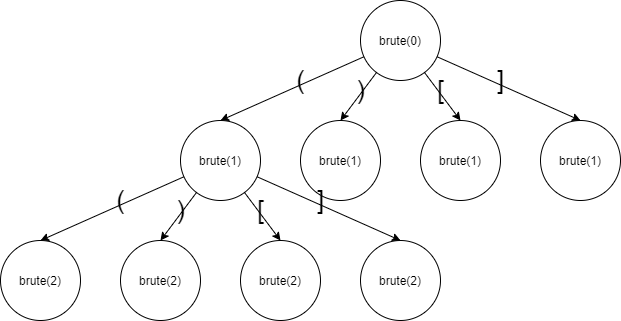 brute(0)
( ) [ ]
brute(1) brute(1) brute(1) brute(1)
( ) [ ]
brute(2) brute(2) brute(2) brute(2)